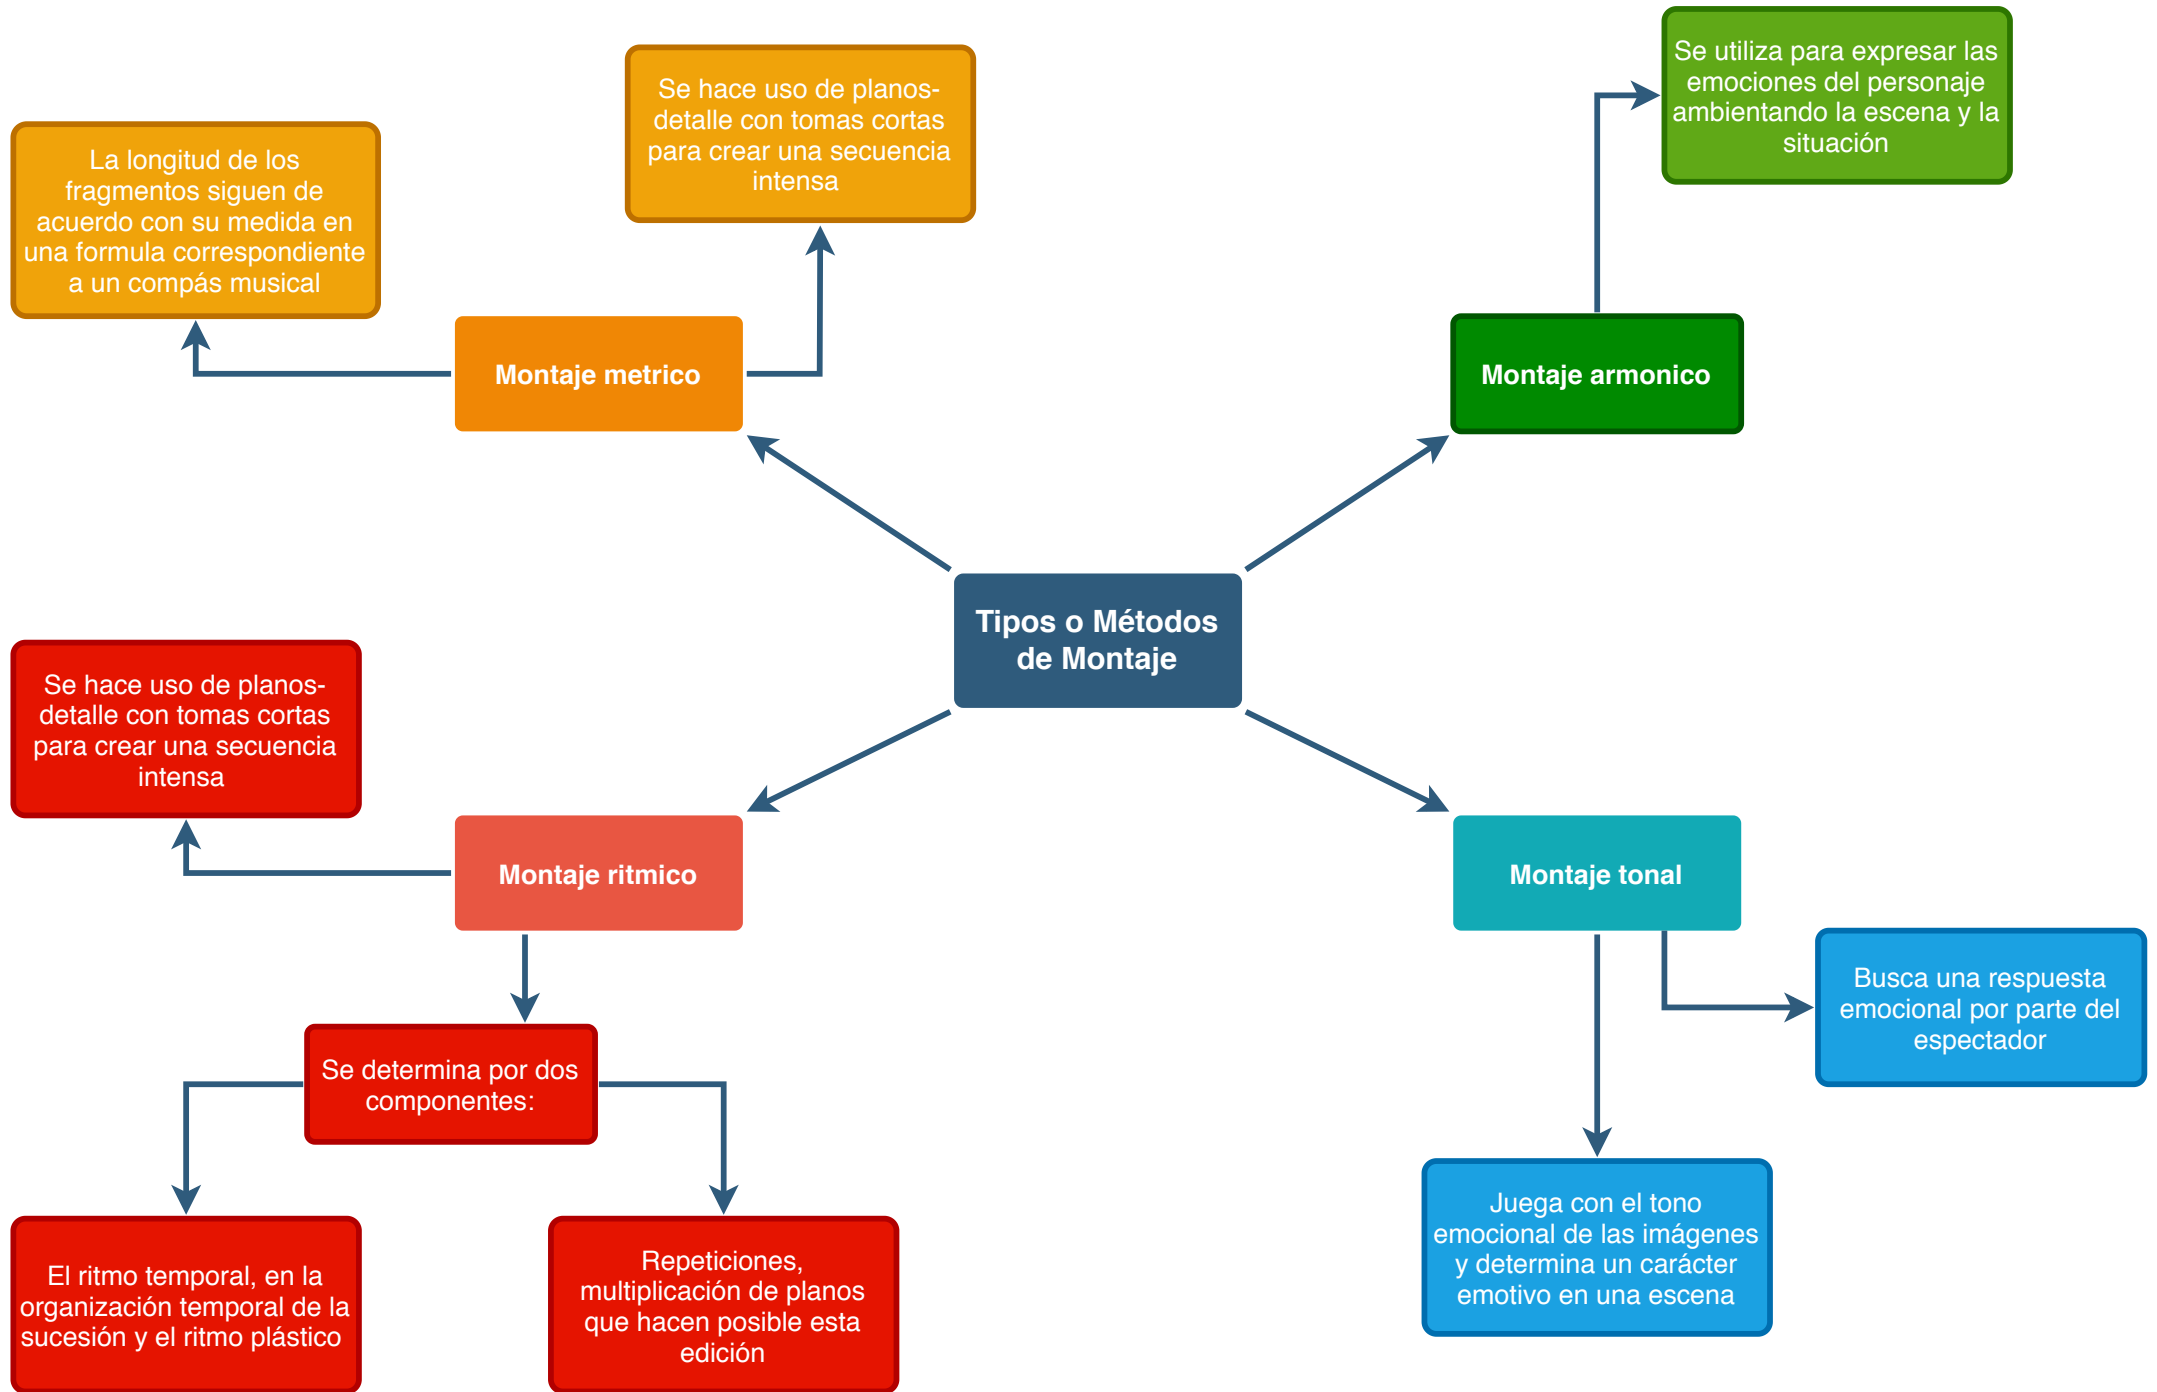 Se utiliza para expresar las
emociones del personaje
ambientando la escena y la
situación
Se hace uso de planos-
detalle con tomas cortas
para crear una secuencia
intensa
La longitud de los
fragmentos siguen de
acuerdo con su medida en
una formula correspondiente
a un compás musical
Montaje metrico
Montaje armonico
Tipos o Métodos
de Montaje
Se hace uso de planos-
detalle con tomas cortas
para crear una secuencia
intensa
Montaje ritmico
Montaje tonal
Busca una respuesta
emocional por parte del
espectador
Se determina por dos
componentes:
Juega con el tono
emocional de las imágenes
y determina un carácter
emotivo en una escena
El ritmo temporal, en la
organización temporal de la
sucesión y el ritmo plástico
Repeticiones,
multiplicación de planos
que hacen posible esta
edición